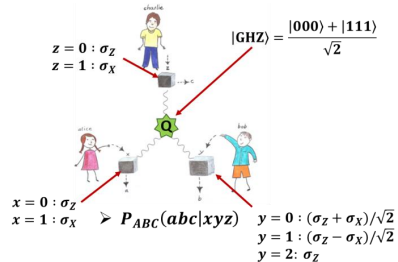 charlie
z = 0 : σ_Z
z = 1 : σ_X
|GHZ⟩ = (|000⟩ + |111⟩)/√2
z
c
Q
alice
bob
x
y
a
b
x = 0 : σ_Z
x = 1 : σ_X
➤ P_ABC(abc|xyz)
y = 0 : (σ_Z + σ_X)/√2
y = 1 : (σ_Z − σ_X)/√2
y = 2: σ_Z